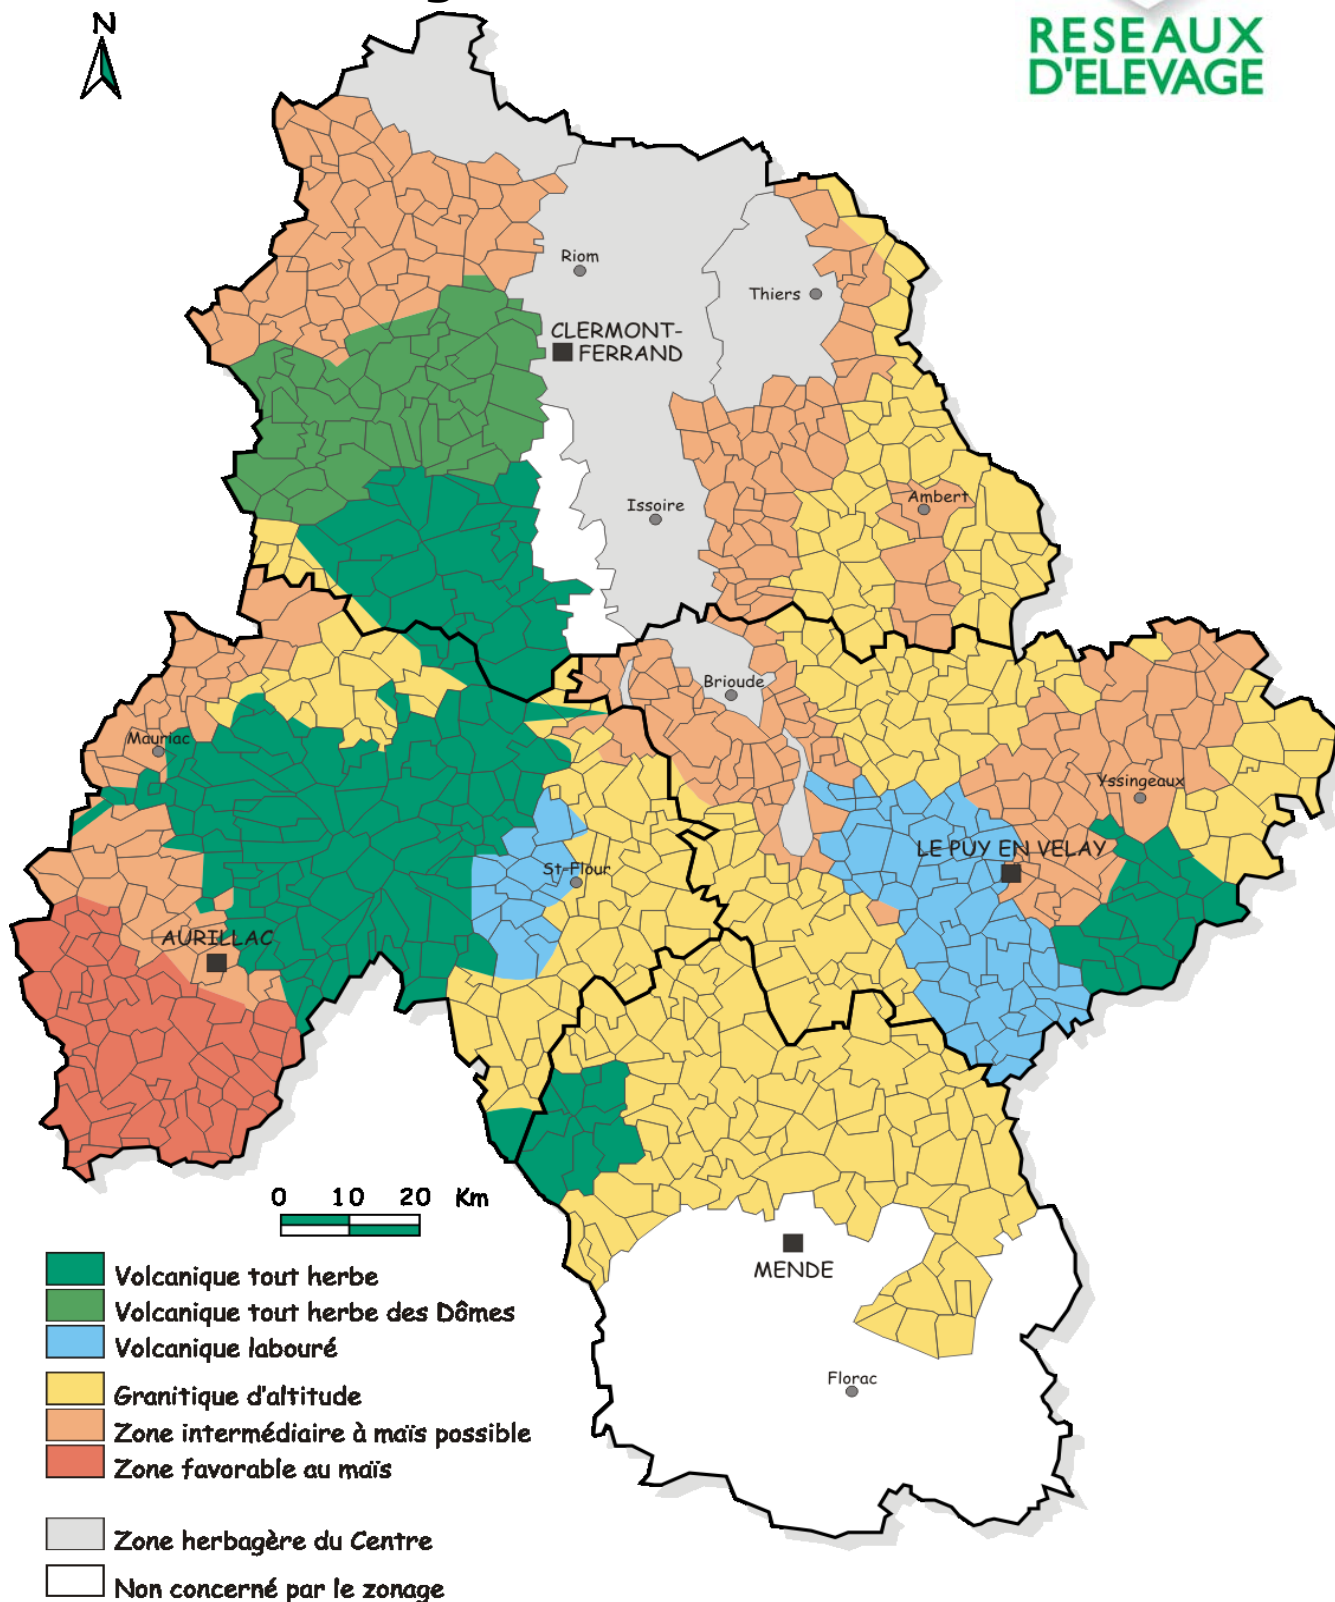 N
RESEAUX
D'ELEVAGE
Riom
Thiers
CLERMONT-
FERRAND
Issoire
Ambert
Brioude
Mauriac
Yssingeaux
LE PUY EN VELAY
St-Flour
AURILLAC
0 10 20 Km
MENDE
Florac
Volcanique tout herbe
Volcanique tout herbe des Dômes
Volcanique labouré
Granitique d'altitude
Zone intermédiaire à maïs possible
Zone favorable au maïs
Zone herbagère du Centre
Non concerné par le zonage